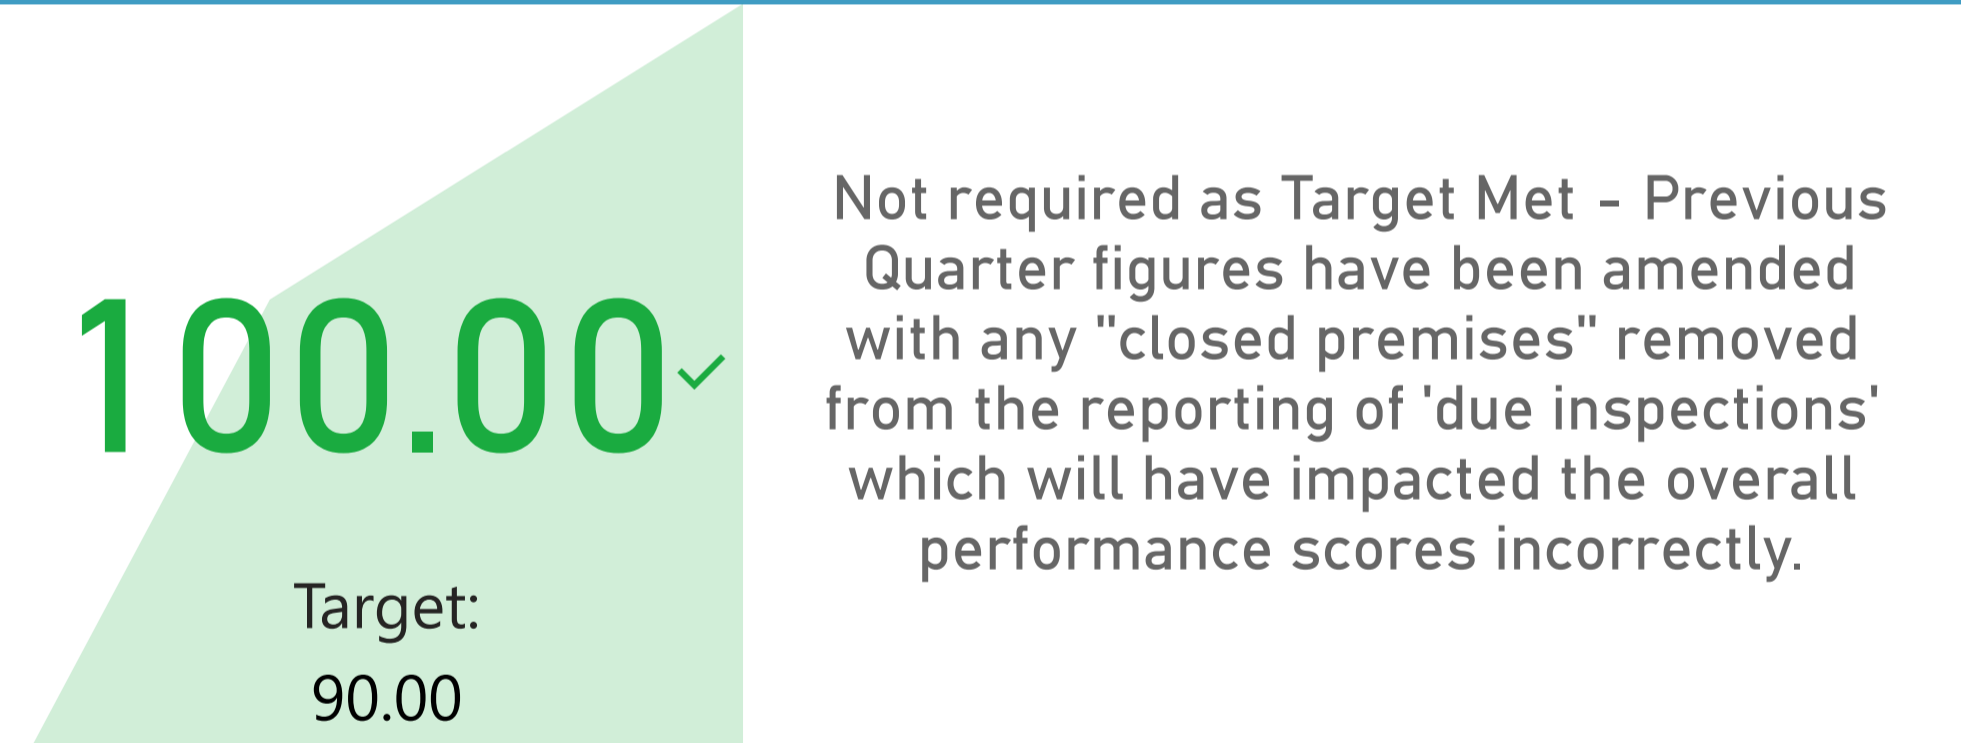 100.00✓
Target:
90.00
Not required as Target Met - Previous
Quarter figures have been amended
with any "closed premises" removed
from the reporting of 'due inspections'
which will have impacted the overall
performance scores incorrectly.